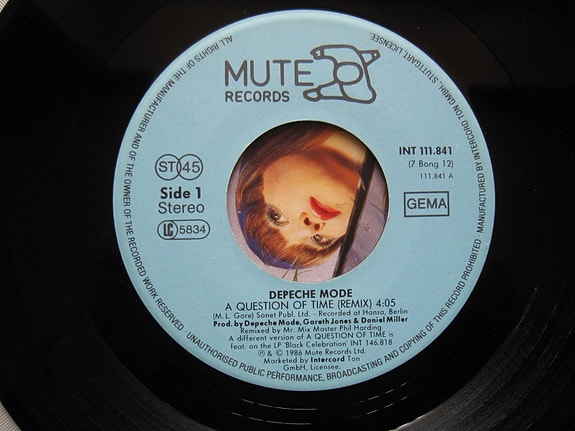 ALL RIGHTS OF THE MANUFACTURER AND OF THE OWNER OF THE RECORDED WORK RESERVED
UNAUTHORISED PUBLIC PERFORMANCE, BROADCASTING AND COPYING OF THIS RECORD PROHIBITED · MANUFACTURED BY INTERCORD TON GMBH, STUTTGART, LICENSEE.
MUTE
RECORDS
INT 111.841
(7 Bong 12)
111.841 A
ST 45
Side 1
Stereo
LC 5834
GEMA
DEPECHE MODE
A QUESTION OF TIME (REMIX) 4:05
(M. L. Gore) Sonet Publ. Ltd. - Recorded at Hansa, Berlin
Prod. by Depeche Mode, Gareth Jones & Daniel Miller
Remixed by Mr. Mix Master Phil Harding
A different version of A QUESTION OF TIME is
feat. on the LP 'Black Celebration' INT 146.818
℗ & © 1986 Mute Records Ltd.
Marketed by Intercord Ton
GmbH, Licensee.